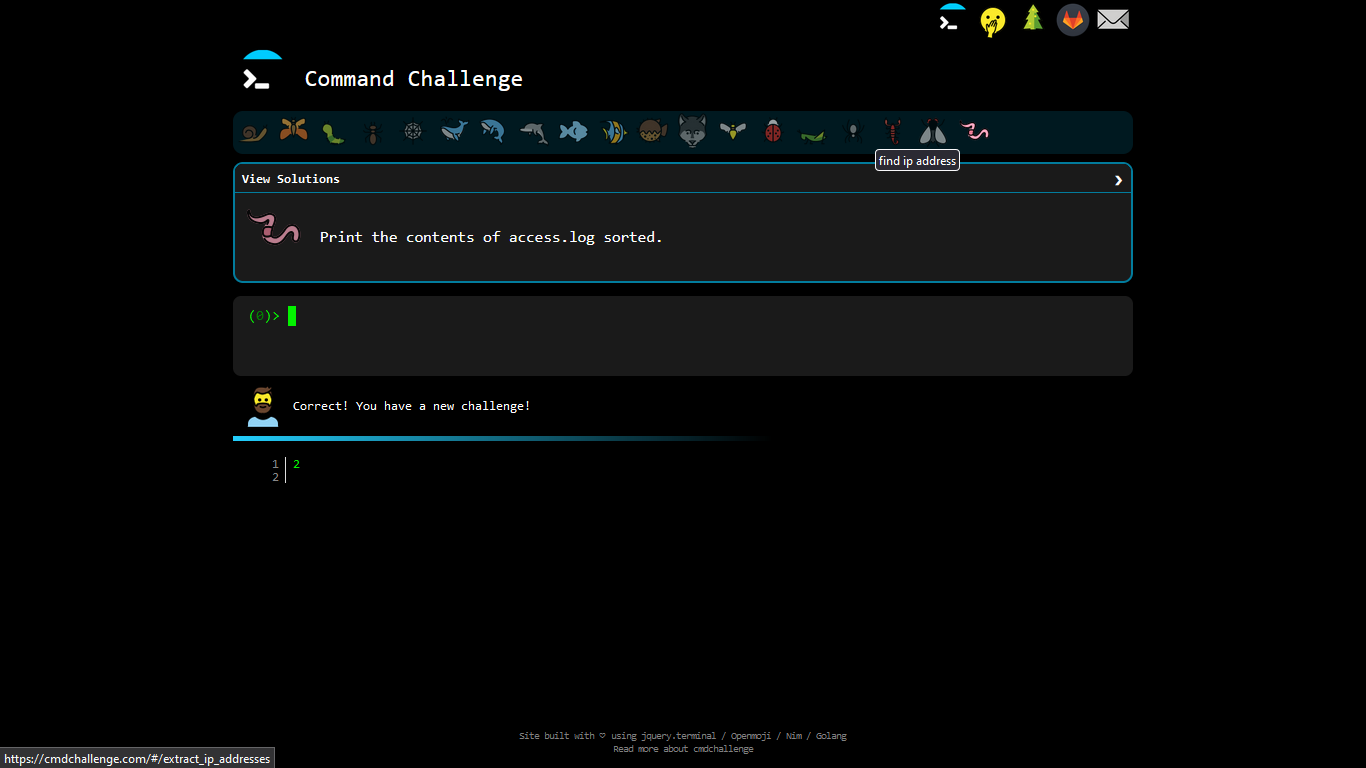 Command Challenge
find ip address
View Solutions
Print the contents of access.log sorted.
(0)>
Correct! You have a new challenge!
1 2
2
Site built with ♡ using jquery.terminal / Openmoji / Nim / Golang
Read more about cmdchallenge
https://cmdchallenge.com/#/extract_ip_addresses